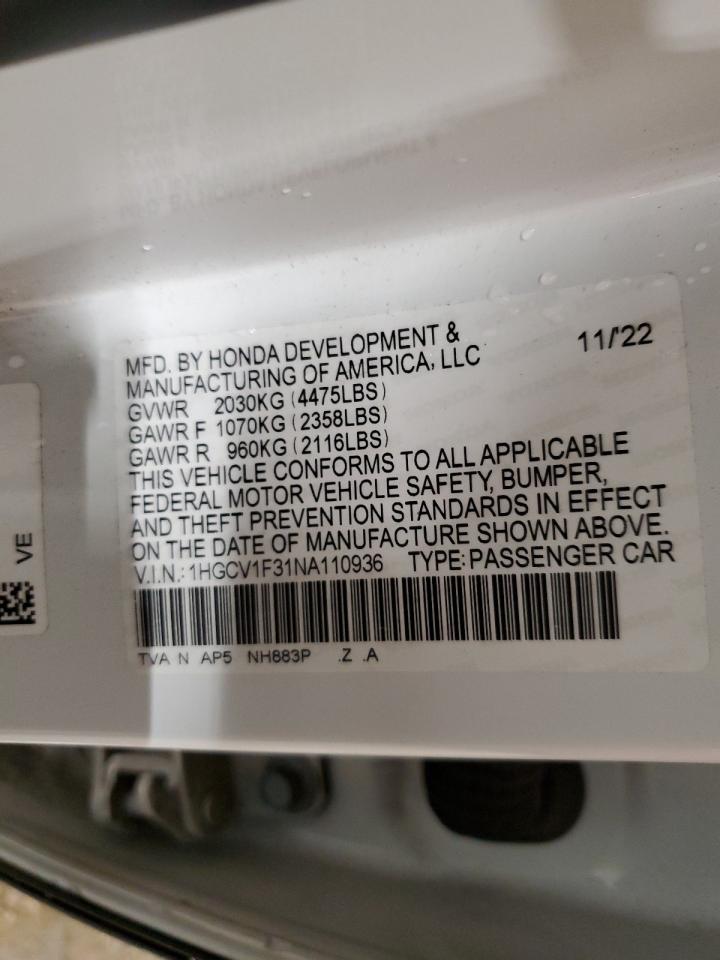 MFD. BY HONDA DEVELOPMENT & 11/'22
MANUFACTURING OF AMERICA, LLC
GVWR 2030KG (4475LBS)
GAWR F 1070KG (2358LBS)
GAWR R 960KG (2116LBS)
THIS VEHICLE CONFORMS TO ALL APPLICABLE
FEDERAL MOTOR VEHICLE SAFETY, BUMPER,
AND THEFT PREVENTION STANDARDS IN EFFECT
ON THE DATE OF MANUFACTURE SHOWN ABOVE.
V.I.N.: 1HGCV1F31NA110936 TYPE: PASSENGER CAR
TVA N AP5 NH883P .Z .A
VE